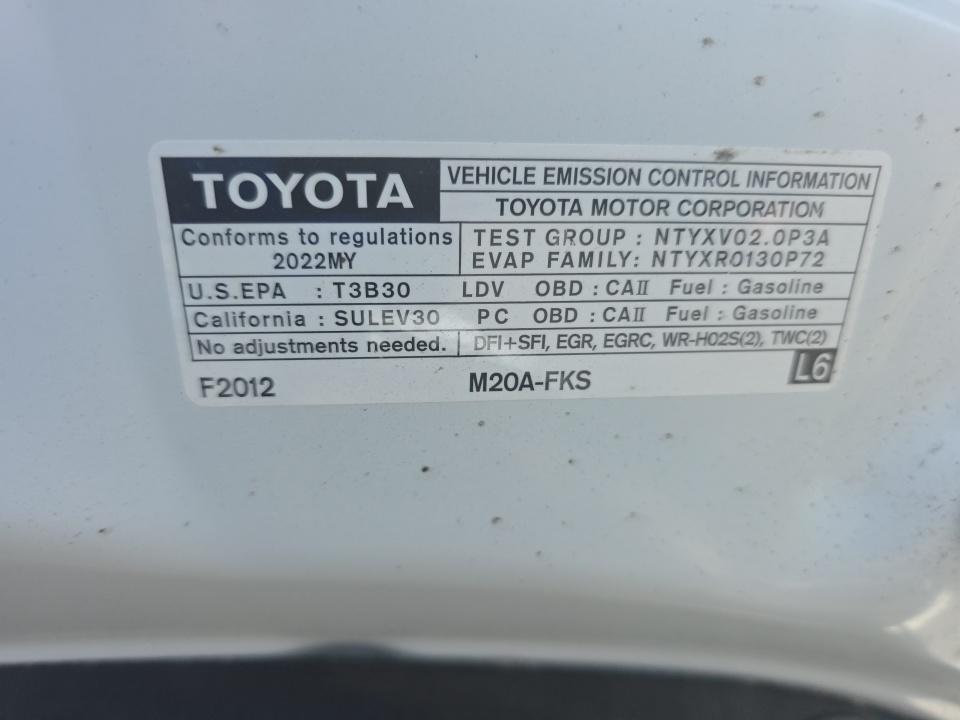 TOYOTA
VEHICLE EMISSION CONTROL INFORMATION
TOYOTA MOTOR CORPORATION
Conforms to regulations
2022MY
TEST GROUP : NTYXV02.0P3A
EVAP FAMILY: NTYXR0130P72
U.S.EPA : T3B30 LDV OBD : CAII Fuel : Gasoline
California : SULEV30 PC OBD : CAII Fuel : Gasoline
No adjustments needed. DFI+SFI, EGR, EGRC, WR-HO2S(2), TWC(2)
F2012 M20A-FKS L6